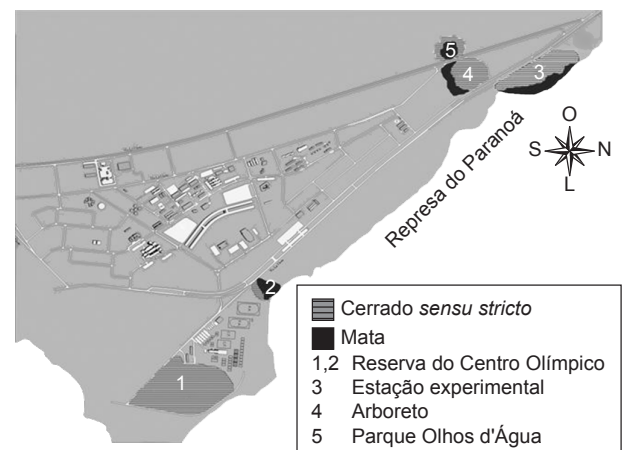 5
4
3
O
S
N
L
Represa do Paranoá
2
1
Cerrado sensu stricto
Mata
1,2 Reserva do Centro Olímpico
3 Estação experimental
4 Arboreto
5 Parque Olhos d'Água